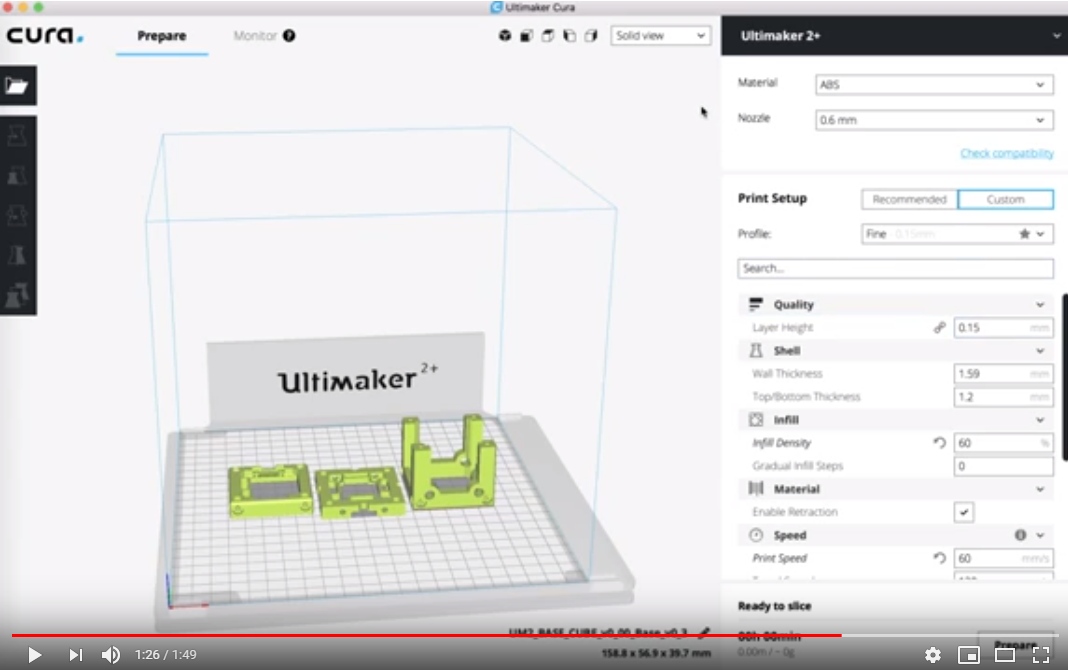 Ultimaker Cura
cura.
Prepare
Monitor ?
Solid view
Ultimaker 2+
Material
ABS
Nozzle
0.6 mm
Check compatibility
Print Setup
Recommended
Custom
Profile:
Fine 0.15mm
Search...
Quality
Layer Height
0.15 mm
Shell
Wall Thickness
1.59 mm
Top/Bottom Thickness
1.2 mm
Infill
Infill Density
60 %
Gradual Infill Steps
0
Material
Enable Retraction
Speed
Print Speed
60 mm/s
Ultimaker 2+
Ready to slice
00h 00min
0.00m / ~ 0g
Prepare
158.8 x 56.9 x 39.7 mm
1:26 / 1:49